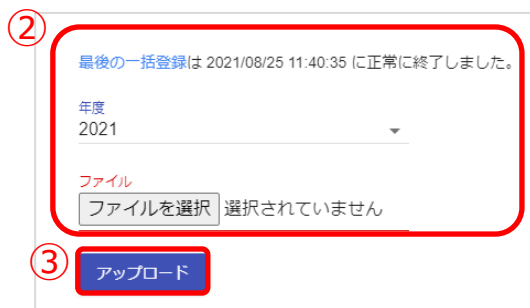 ②
最後の一括登録は 2021/08/25 11:40:35 に正常に終了しました。
年度
2021
ファイル
ファイルを選択 選択されていません
③
アップロード